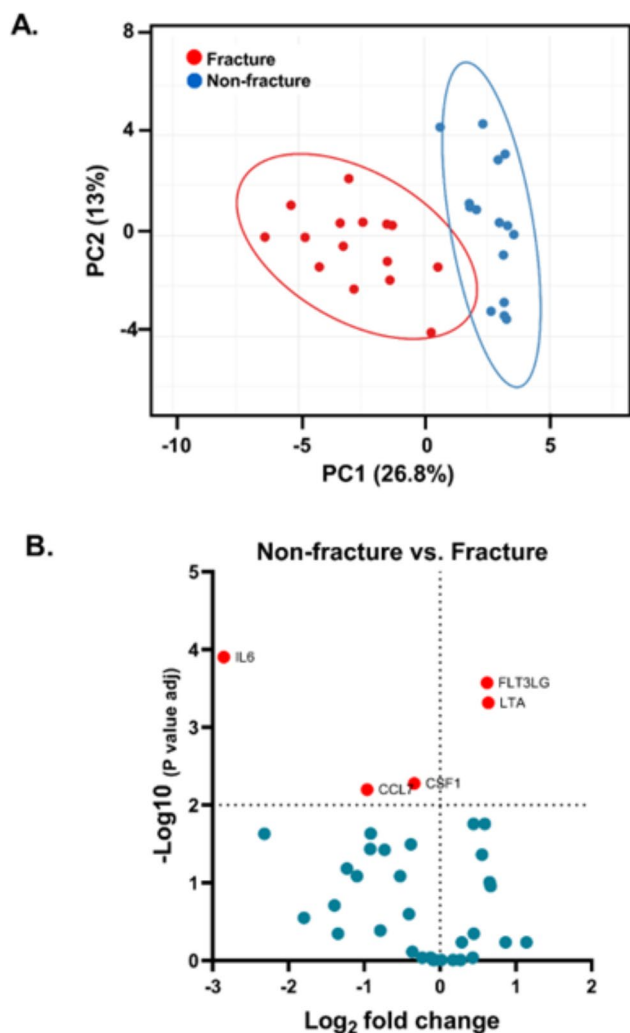 A.
8
4
0
-4
PC2 (13%)
Fracture
Non-fracture
-10
-5
0
5
PC1 (26.8%)
B.
Non-fracture vs. Fracture
5
4
3
2
1
0
-Log10 (P value adj)
IL6
FLT3LG
LTA
CSF1
CCL7
-3
-2
-1
0
1
2
Log2 fold change